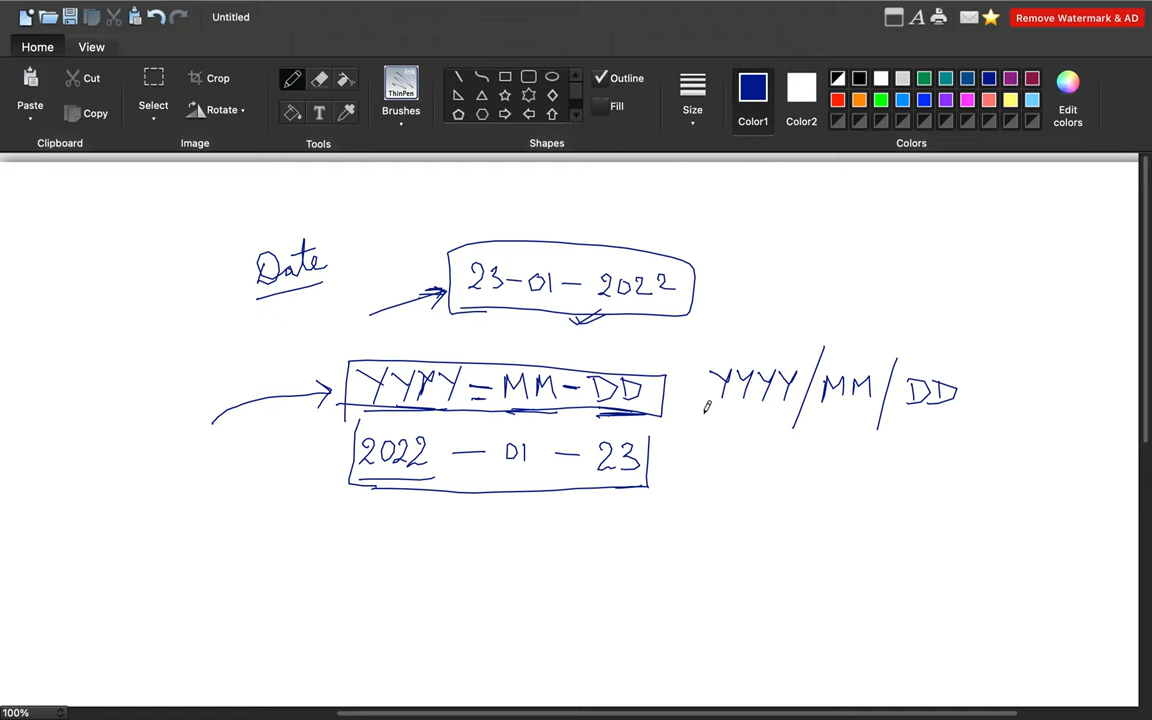 Untitled
Remove Watermark & AD
Home View
Paste Cut Copy Select Crop Rotate Brushes Outline Fill Size Color1 Color2 Edit colors
Ink ThinPen
Clipboard Image Tools Shapes Colors
Date 23-01-2022
YYYY=MM-DD YYYY/MM/DD
2022-01-23
100%